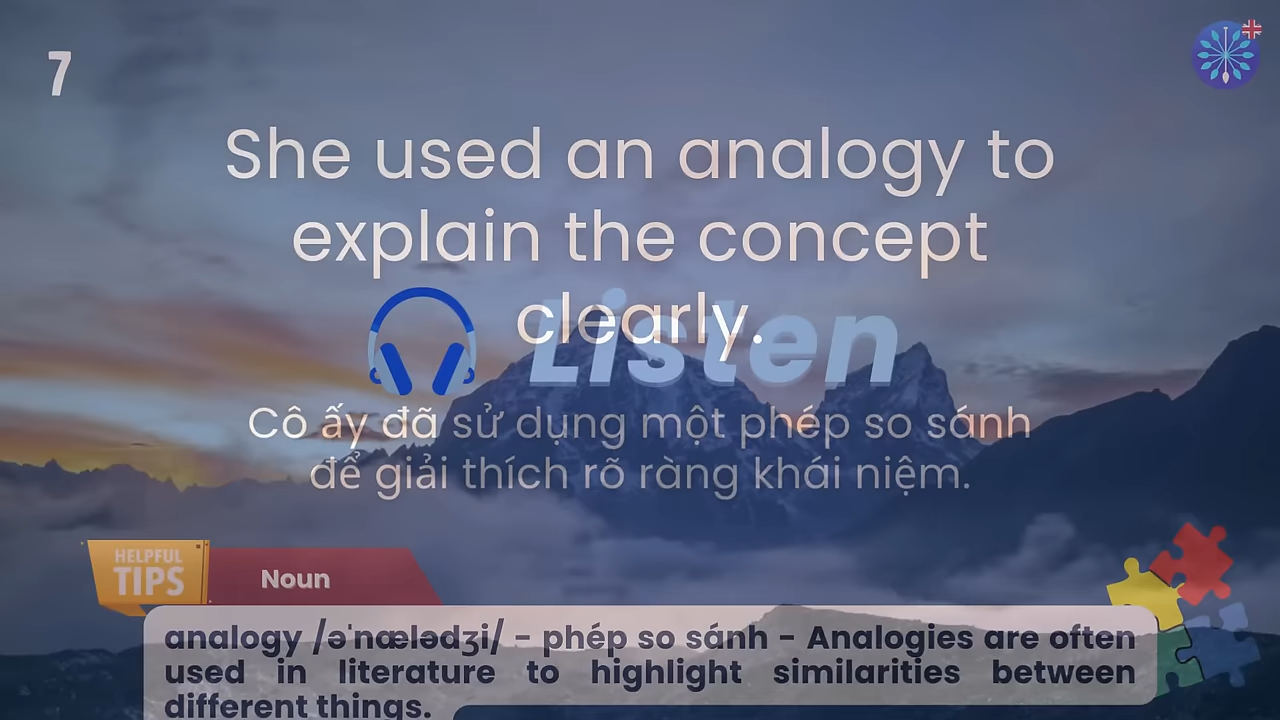 7
She used an analogy to
explain the concept
clearly.
Listen
Cô ấy đã sử dụng một phép so sánh
để giải thích rõ ràng khái niệm.
HELPFUL
TIPS
Noun
analogy /əˈnælədʒi/ - phép so sánh - Analogies are often
used in literature to highlight similarities between
different things.